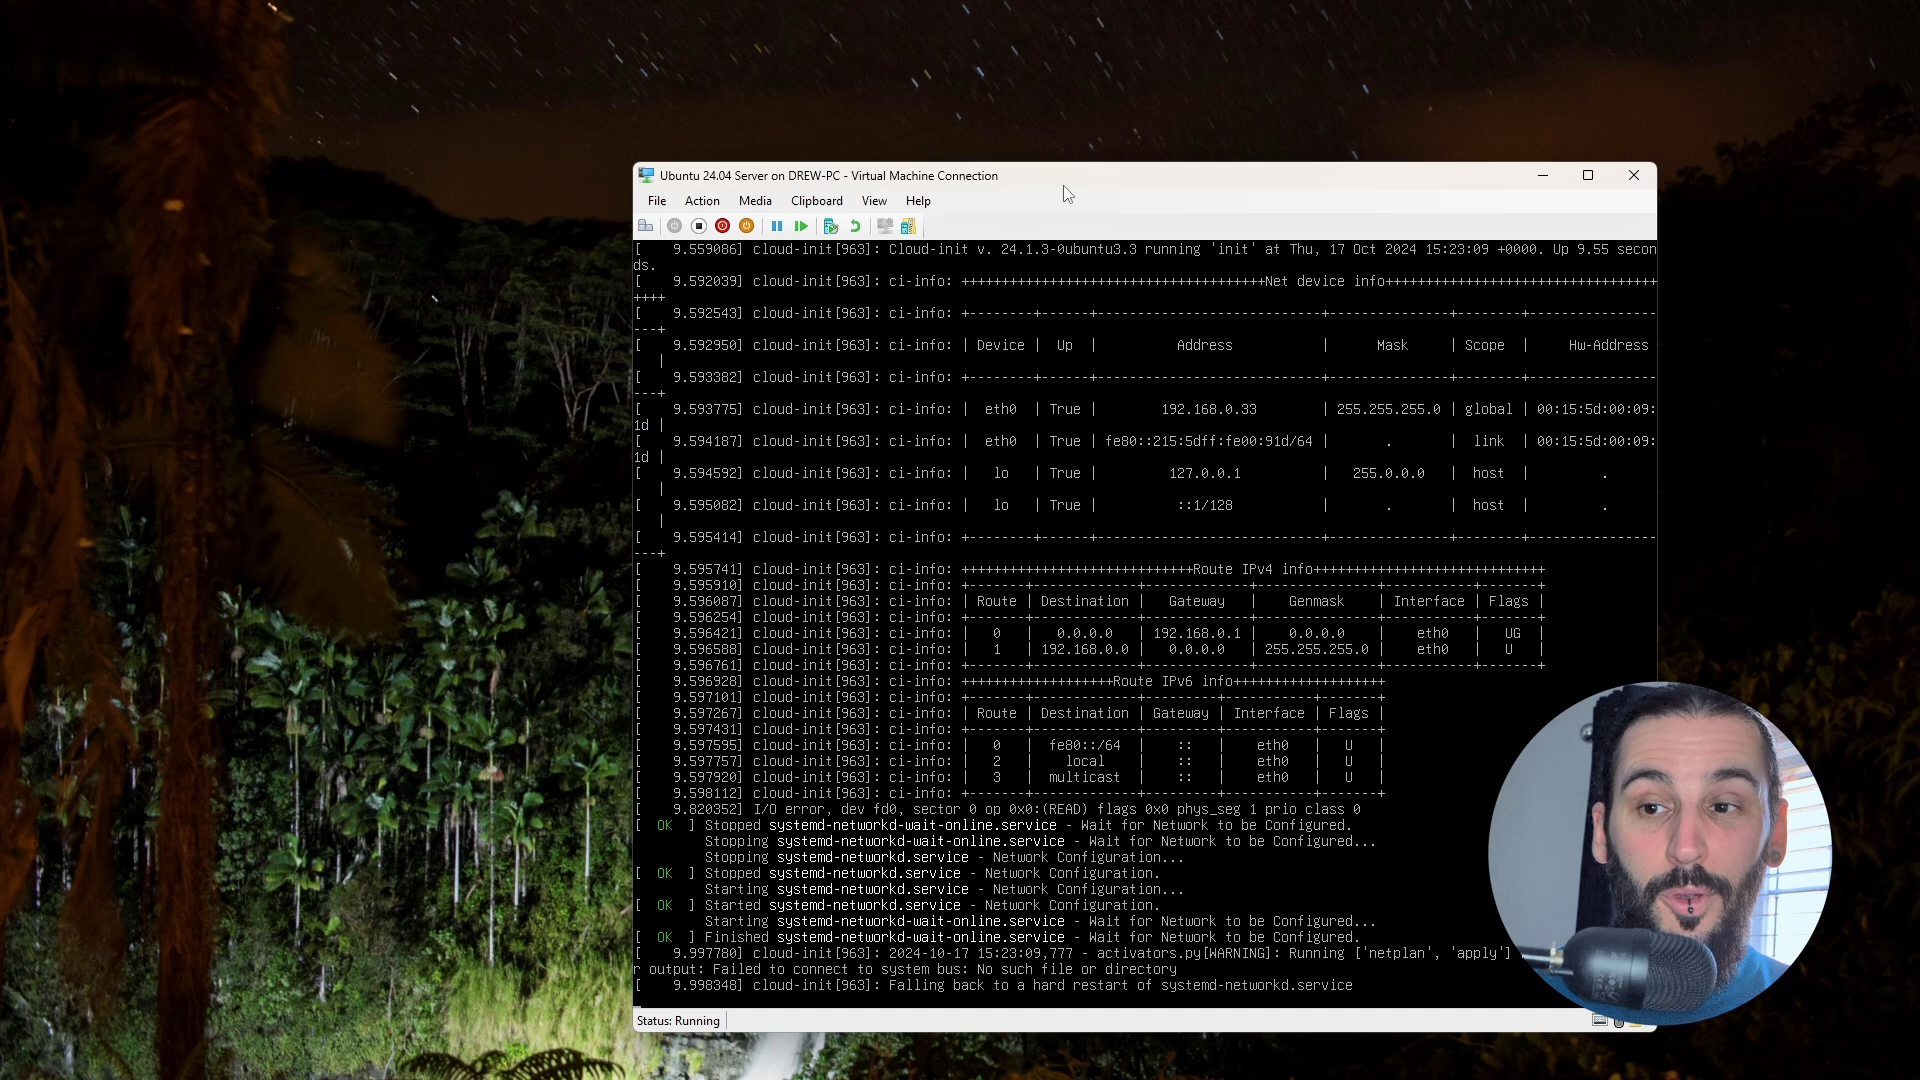 Ubuntu 24.04 Server on DREW-PC - Virtual Machine Connection
File Action Media Clipboard View Help
[    9.559086] cloud-init[963]: Cloud-init v. 24.1.3-0ubuntu3.3 running 'init' at Thu, 17 Oct 2024 15:23:09 +0000. Up 9.55 secon
ds.
[    9.592039] cloud-init[963]: ci-info: ++++++++++++++++++++++++++++++++++++++Net device info++++++++++++++++++++++++++++++++++
++++
[    9.592543] cloud-init[963]: ci-info: +--------+------+----------------------------+---------------+--------+----------------
---+
[    9.592950] cloud-init[963]: ci-info: | Device |  Up  |          Address           |      Mask     | Scope  |     Hw-Address
   |
[    9.593382] cloud-init[963]: ci-info: +--------+------+----------------------------+---------------+--------+----------------
---+
[    9.593775] cloud-init[963]: ci-info: |  eth0  | True |        192.168.0.33        | 255.255.255.0 | global | 00:15:5d:00:09:
1d |
[    9.594187] cloud-init[963]: ci-info: |  eth0  | True | fe80::215:5dff:fe00:91d/64 |       .       |  link  | 00:15:5d:00:09:
1d |
[    9.594592] cloud-init[963]: ci-info: |   lo   | True |         127.0.0.1          |   255.0.0.0   |  host  |         .
   |
[    9.595082] cloud-init[963]: ci-info: |   lo   | True |          ::1/128           |       .       |  host  |         .
   |
[    9.595414] cloud-init[963]: ci-info: +--------+------+----------------------------+---------------+--------+----------------
---+
[    9.595741] cloud-init[963]: ci-info: +++++++++++++++++++++++++++++Route IPv4 info+++++++++++++++++++++++++++++
[    9.595910] cloud-init[963]: ci-info: +-------+-------------+-------------+---------------+-----------+-------+
[    9.596087] cloud-init[963]: ci-info: | Route | Destination |   Gateway   |    Genmask    | Interface | Flags |
[    9.596254] cloud-init[963]: ci-info: +-------+-------------+-------------+---------------+-----------+-------+
[    9.596421] cloud-init[963]: ci-info: |   0   |   0.0.0.0   | 192.168.0.1 |    0.0.0.0    |    eth0   |   UG  |
[    9.596588] cloud-init[963]: ci-info: |   1   | 192.168.0.0 |   0.0.0.0   | 255.255.255.0 |    eth0   |   U   |
[    9.596761] cloud-init[963]: ci-info: +-------+-------------+-------------+---------------+-----------+-------+
[    9.596928] cloud-init[963]: ci-info: +++++++++++++++++++Route IPv6 info+++++++++++++++++++
[    9.597101] cloud-init[963]: ci-info: +-------+-------------+---------+-----------+-------+
[    9.597267] cloud-init[963]: ci-info: | Route | Destination | Gateway | Interface | Flags |
[    9.597431] cloud-init[963]: ci-info: +-------+-------------+---------+-----------+-------+
[    9.597595] cloud-init[963]: ci-info: |   0   |  fe80::/64  |    ::   |    eth0   |   U   |
[    9.597757] cloud-init[963]: ci-info: |   2   |    local    |    ::   |    eth0   |   U   |
[    9.597920] cloud-init[963]: ci-info: |   3   |  multicast  |    ::   |    eth0   |   U   |
[    9.598112] cloud-init[963]: ci-info: +-------+-------------+---------+-----------+-------+
[    9.820352] I/O error, dev fd0, sector 0 op 0x0:(READ) flags 0x0 phys_seg 1 prio class 0
[  OK  ] Stopped systemd-networkd-wait-online.service - Wait for Network to be Configured.
Stopping systemd-networkd-wait-online.service - Wait for Network to be Configured...
Stopping systemd-networkd.service - Network Configuration...
[  OK  ] Stopped systemd-networkd.service - Network Configuration.
Starting systemd-networkd.service - Network Configuration...
[  OK  ] Started systemd-networkd.service - Network Configuration.
Starting systemd-networkd-wait-online.service - Wait for Network to be Configured...
[  OK  ] Finished systemd-networkd-wait-online.service - Wait for Network to be Configured.
[    9.997780] cloud-init[963]: 2024-10-17 15:23:09,777 - activators.py[WARNING]: Running ['netplan', 'apply']
r output: Failed to connect to system bus: No such file or directory
[    9.998348] cloud-init[963]: Falling back to a hard restart of systemd-networkd.service
Status: Running